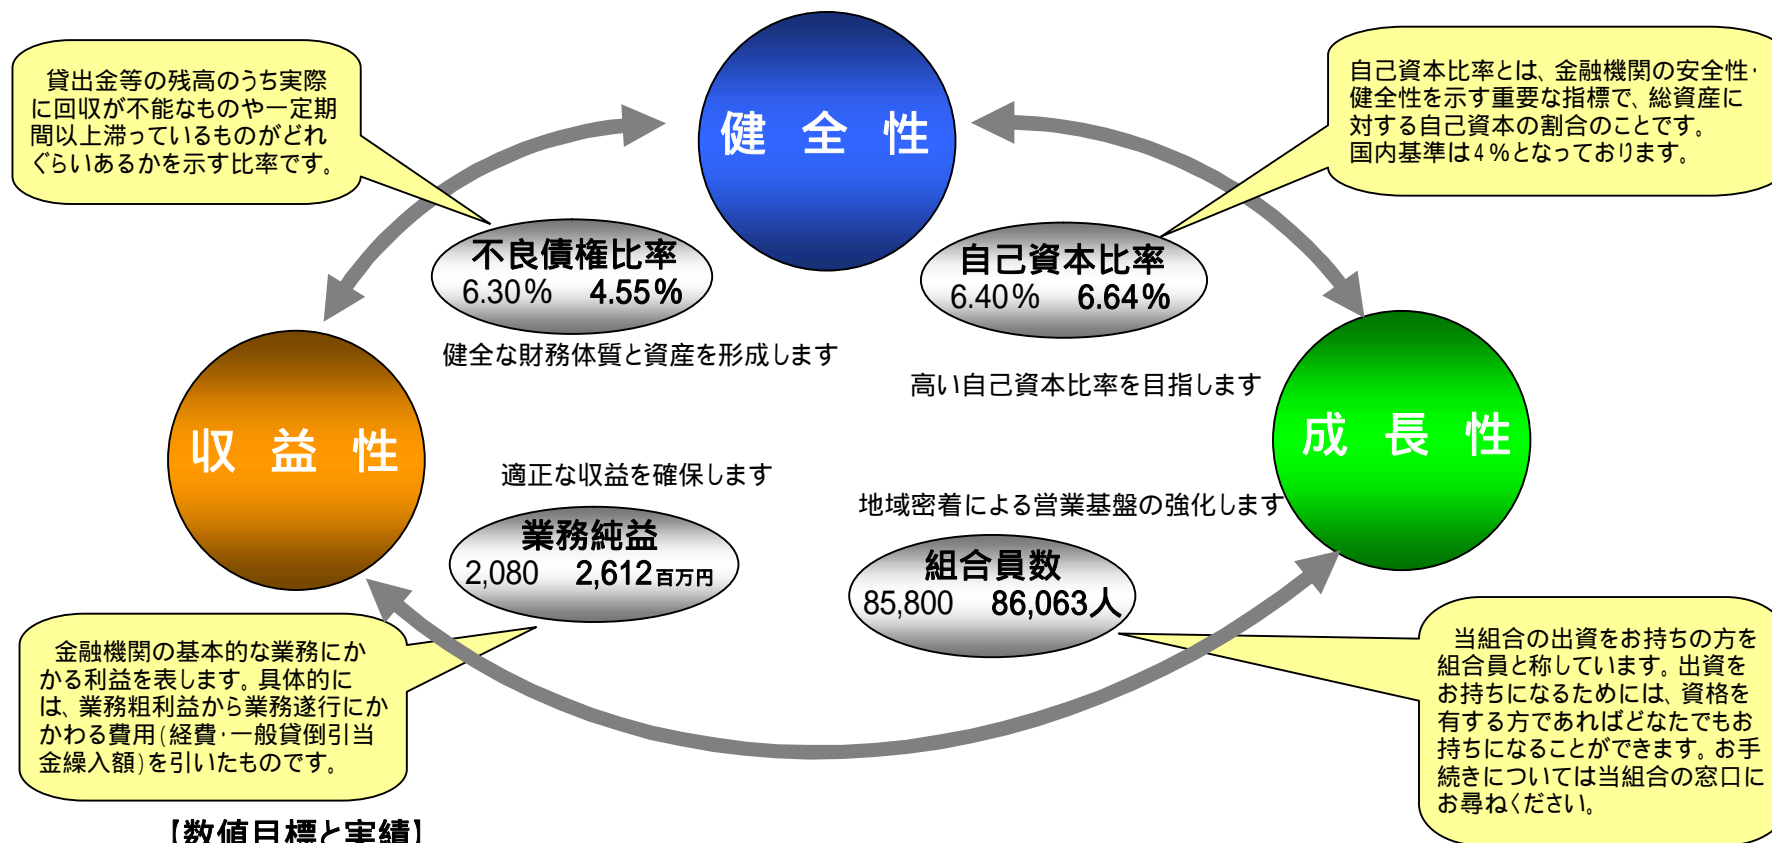 貸出金等の残高のうち実際
に回収が不能なものや一定期
間以上滞っているものがどれ
ぐらいあるかを示す比率です。
健全性
自己資本比率とは、金融機関の安全性・
健全性を示す重要な指標で、総資産に
対する自己資本の割合のことです。
国内基準は4%となっております。
不良債権比率
6.30% 4.55%
自己資本比率
6.40% 6.64%
健全な財務体質と資産を形成します
高い自己資本比率を目指します
収益性
成長性
適正な収益を確保します
地域密着による営業基盤の強化します
業務純益
2,080 2,612百万円
組合員数
85,800 86,063人
金融機関の基本的な業務にか
かる利益を表します。具体的に
は、業務粗利益から業務遂行にか
かわる費用(経費・一般貸倒引当
金繰入額)を引いたものです。
当組合の出資をお持ちの方を
組合員と称しています。出資を
お持ちになるためには、資格を
有する方であればどなたでもお
持ちになることができます。お手
続きについては当組合の窓口に
お尋ねください。
【数値目標と実績】